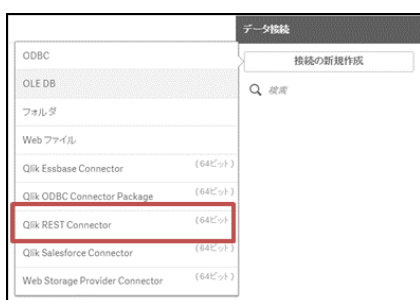 データ接続
接続の新規作成
検索
ODBC
OLE DB
フォルダ
Web ファイル
Qlik Essbase Connector (64ビット)
Qlik ODBC Connector Package (64ビット)
Qlik REST Connector (64ビット)
Qlik Salesforce Connector (64ビット)
Web Storage Provider Connector (64ビット)